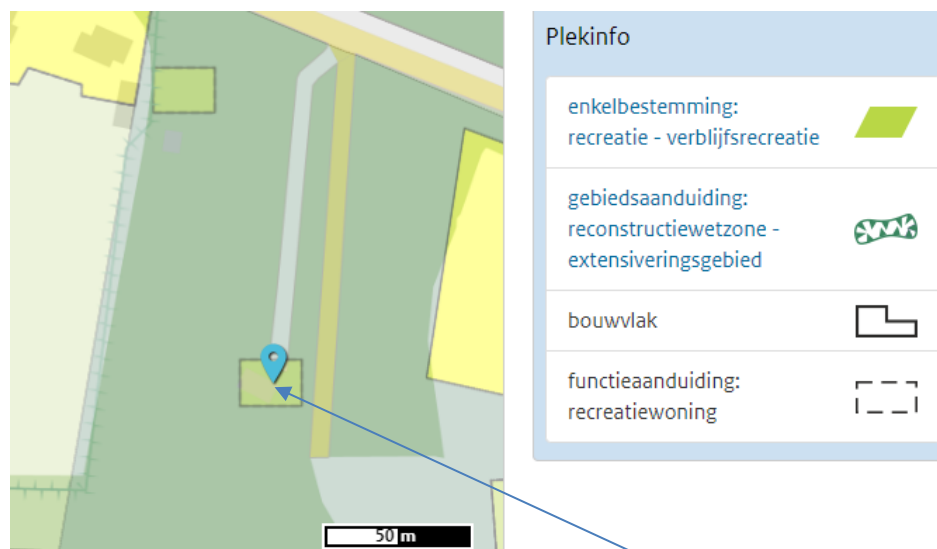 Plekinfo
enkelbestemming:
recreatie - verblijfsrecreatie
gebiedsaanduiding:
reconstructiewetzone -
extensiveringsgebied
bouwvlak
functieaanduiding:
recreatiewoning
50 m